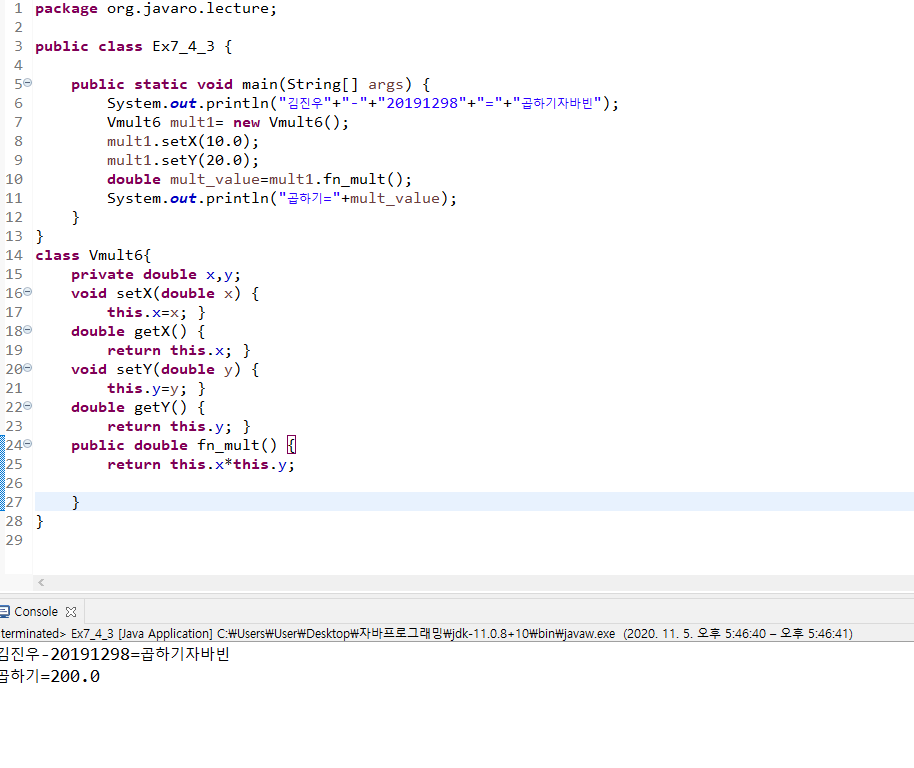 1 package org.javaro.lecture;
2
3 public class Ex7_4_3 {
4
5 public static void main(String[] args) {
6 System.out.println("김진우"+"-"+"20191298"+"="+"곱하기자바빈");
7 Vmult6 mult1= new Vmult6();
8 mult1.setX(10.0);
9 mult1.setY(20.0);
10 double mult_value=mult1.fn_mult();
11 System.out.println("곱하기="+mult_value);
12 }
13 }
14 class Vmult6{
15 private double x,y;
16 void setX(double x) {
17 this.x=x; }
18 double getX() {
19 return this.x; }
20 void setY(double y) {
21 this.y=y; }
22 double getY() {
23 return this.y; }
24 public double fn_mult() {
25 return this.x*this.y;
26
27 }
28 }
29
Console
terminated> Ex7_4_3 [Java Application] C:₩Users₩User₩Desktop₩자바프로그래밍₩jdk-11.0.8+10₩bin₩javaw.exe (2020. 11. 5. 오후 5:46:40 – 오후 5:46:41)
김진우-20191298=곱하기자바빈
곱하기=200.0